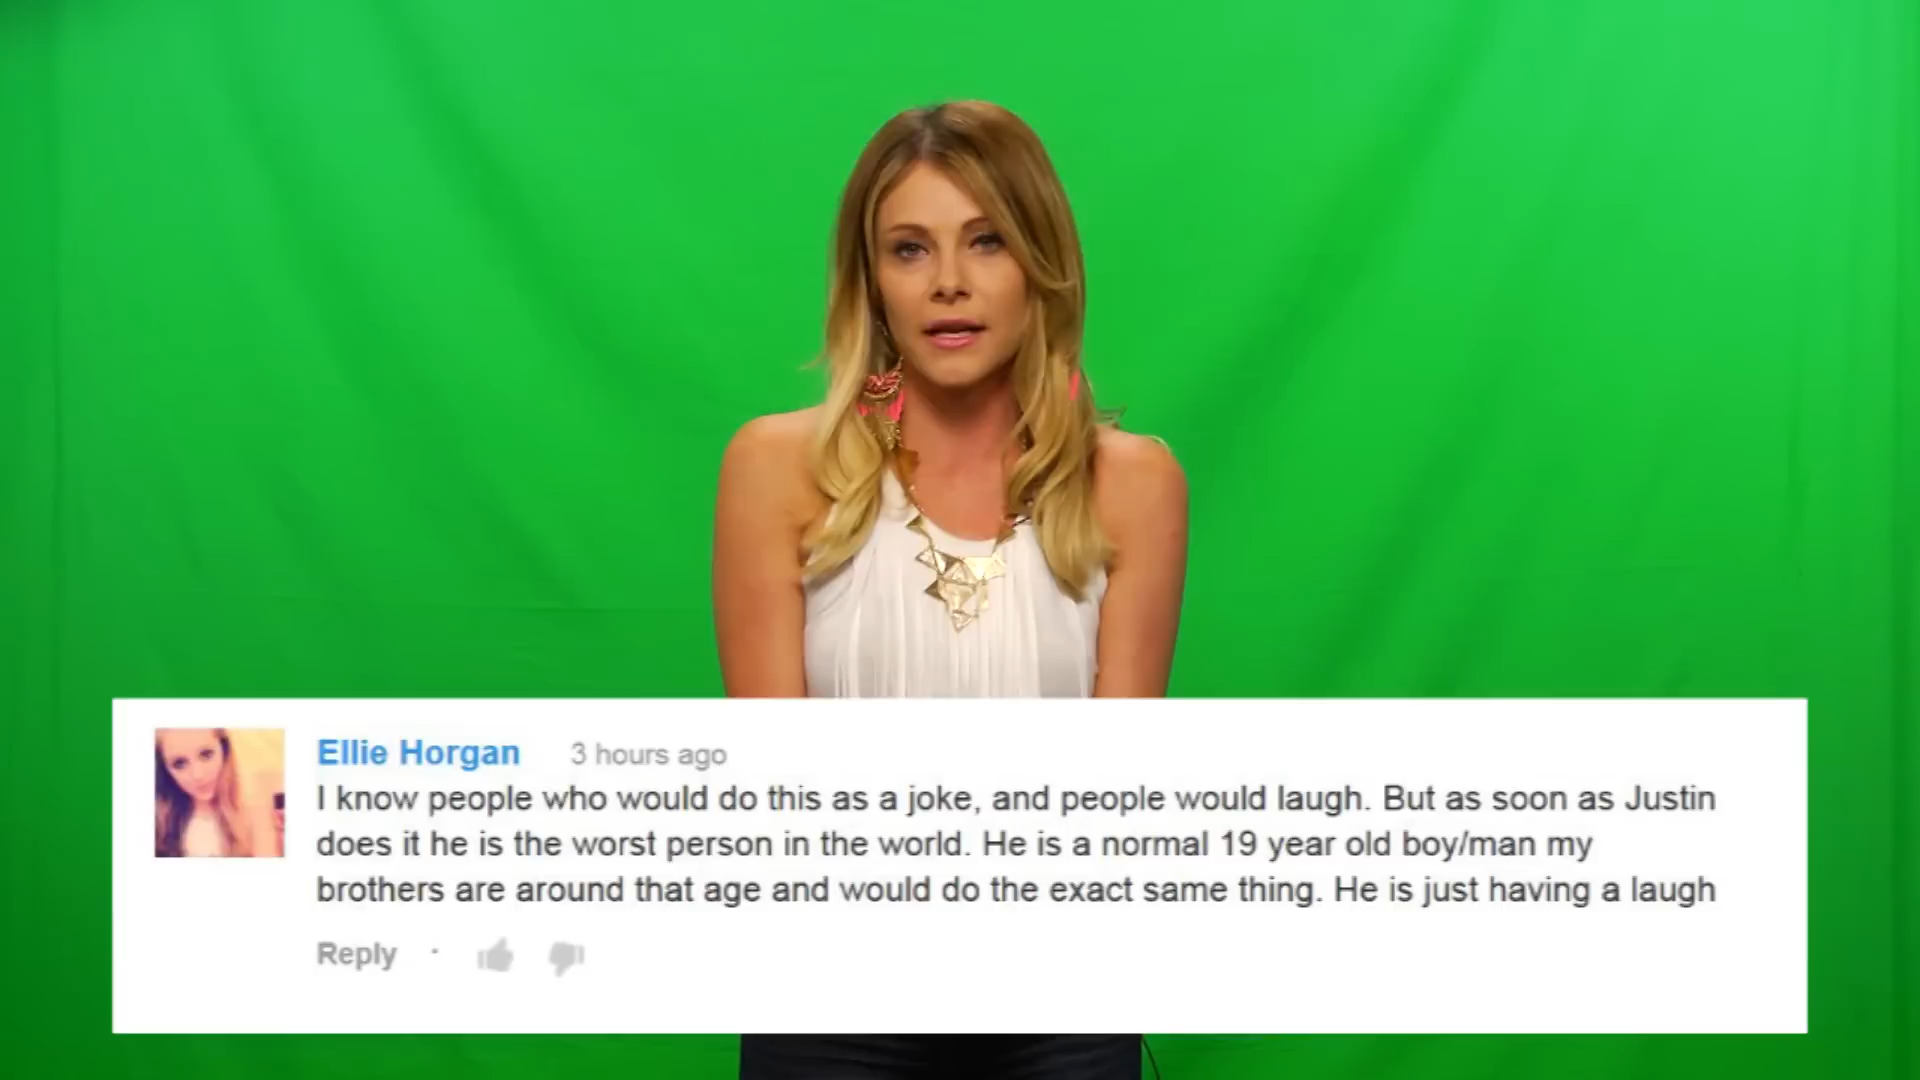 Ellie Horgan 3 hours ago
I know people who would do this as a joke, and people would laugh. But as soon as Justin
does it he is the worst person in the world. He is a normal 19 year old boy/man my
brothers are around that age and would do the exact same thing. He is just having a laugh
Reply ·